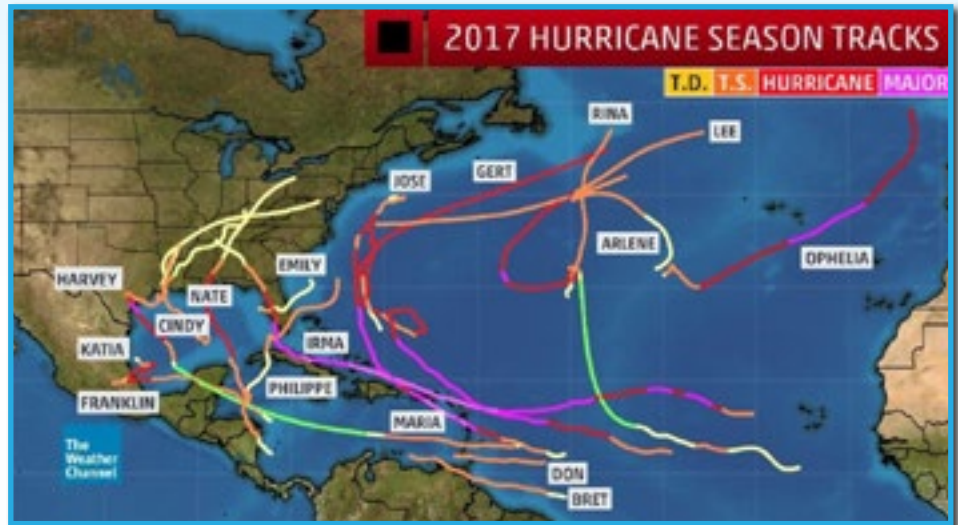 2017 HURRICANE SEASON TRACKS
T.D. T.S. HURRICANE MAJOR
RINA
LEE
GERT
JOSE
ARLENE
OPHELIA
EMILY
HARVEY
NATE
CINDY
IRMA
KATIA
PHILIPPE
FRANKLIN
MARIA
The
Weather
Channel
DON
BRET